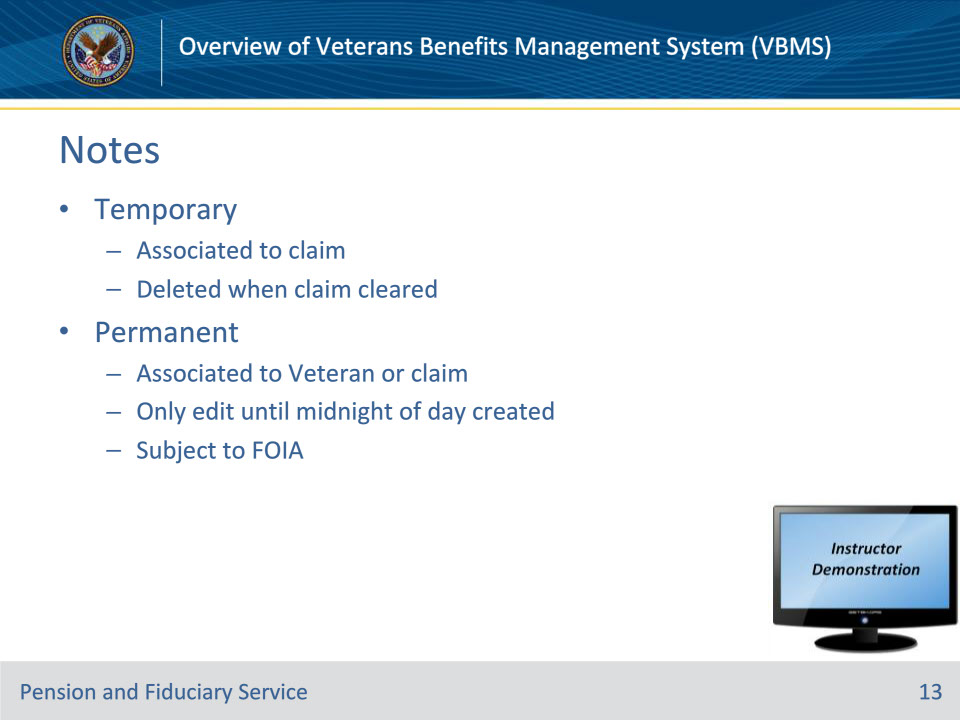 Overview of Veterans Benefits Management System (VBMS)
Notes
• Temporary
– Associated to claim
– Deleted when claim cleared
• Permanent
– Associated to Veteran or claim
– Only edit until midnight of day created
– Subject to FOIA
Instructor
Demonstration
Pension and Fiduciary Service
13